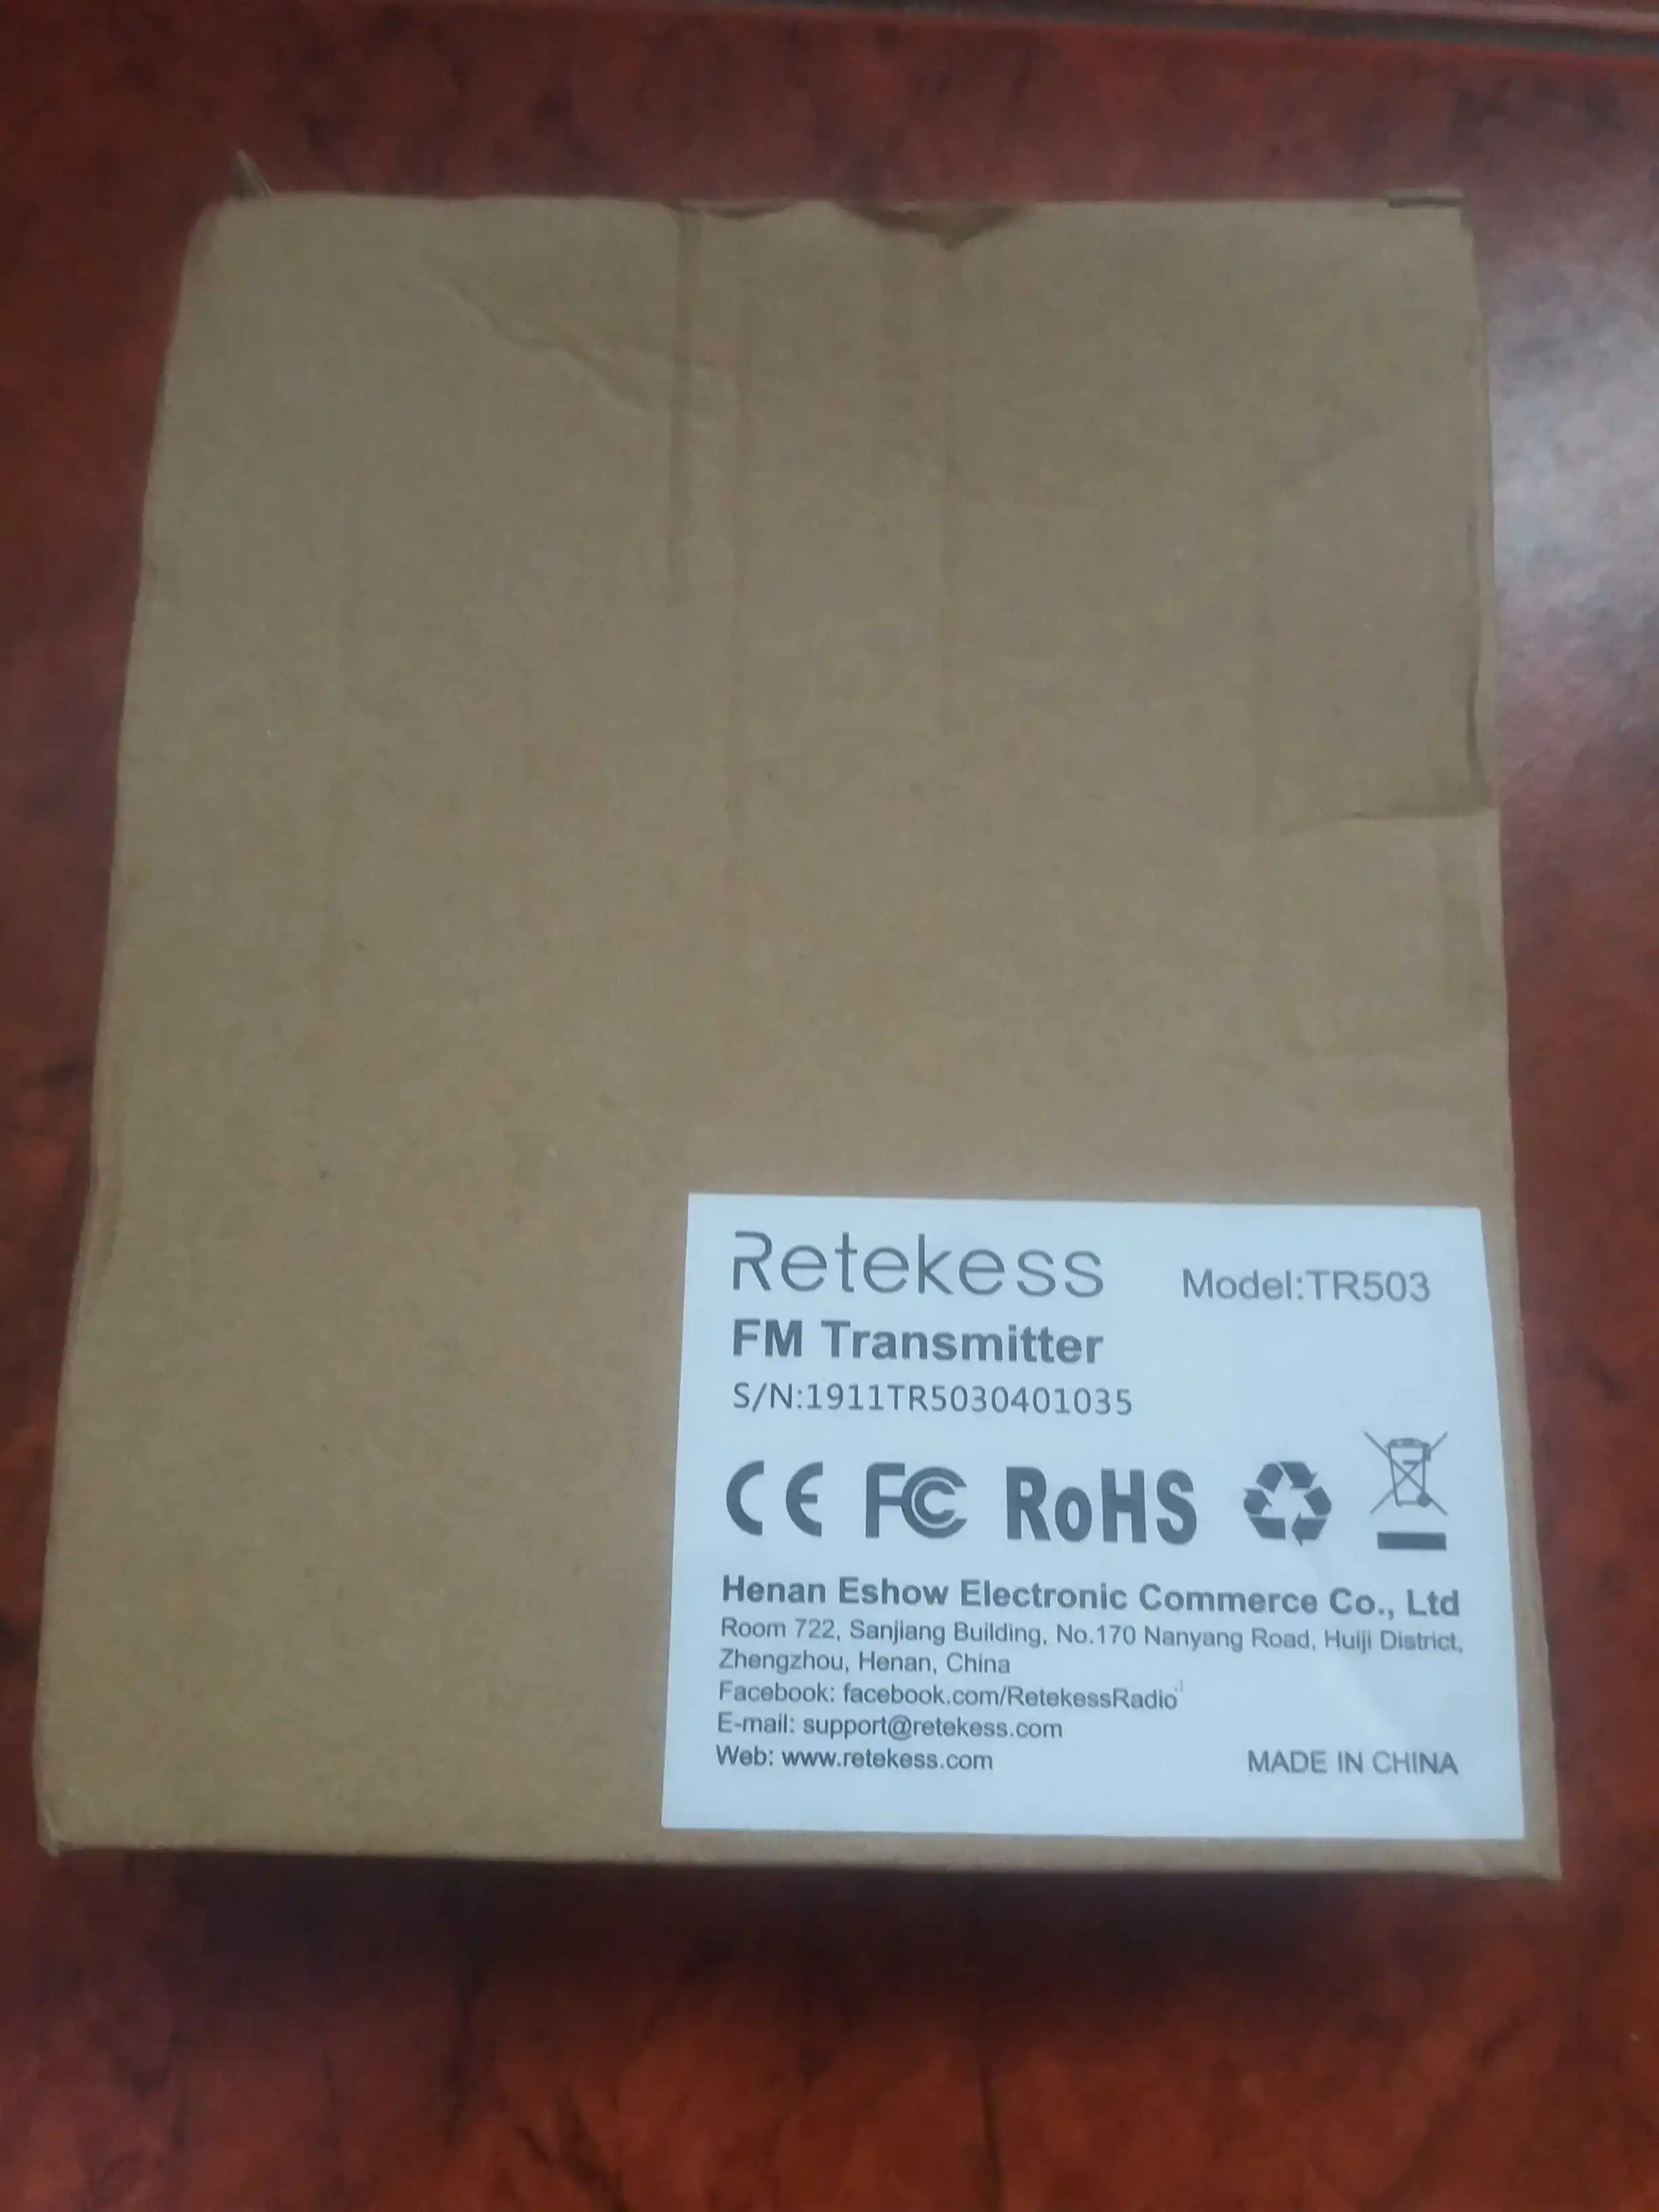 Retekess Model:TR503
FM Transmitter
S/N:1911TR5030401035
CE FC RoHS
Henan Eshow Electronic Commerce Co., Ltd
Room 722, Sanjiang Building, No.170 Nanyang Road, Huiji District,
Zhengzhou, Henan, China
Facebook: facebook.com/RetekessRadio
E-mail: support@retekess.com
Web: www.retekess.com MADE IN CHINA